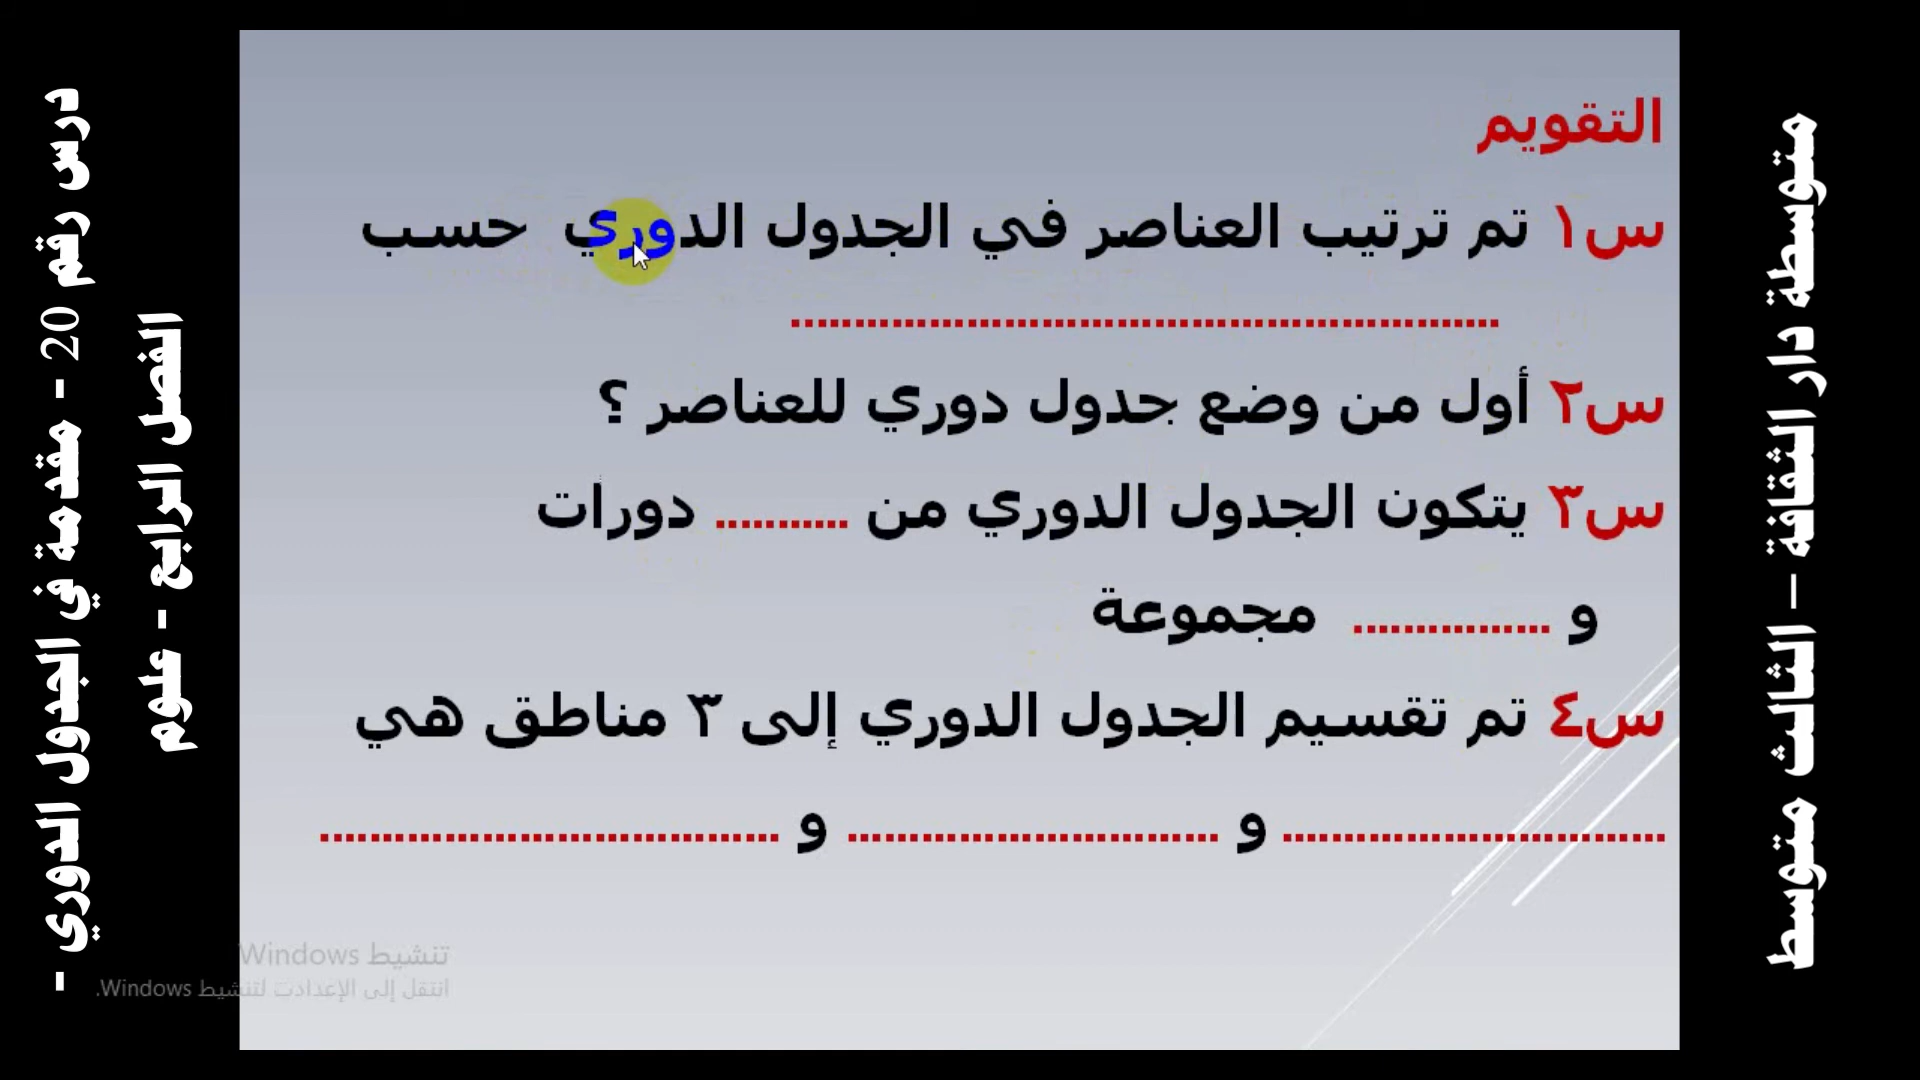 متوسطة دار الثقافة – الثالث متوسط
التقويم
س١ تم ترتيب العناصر في الجدول الدوري حسب
........................................................
س٢ أول من وضع جدول دوري للعناصر ؟
س٣ يتكون الجدول الدوري من ........... دورات
و ................ مجموعة
س٤ تم تقسيم الجدول الدوري إلى ٣ مناطق هي
............................... و .............................. و .....................................
تنشيط Windows
انتقل إلى الإعدادت لتنشيط Windows.
درس رقم 20 - مقدمة في الجدول الدوري -
الفصل الرابع - علوم